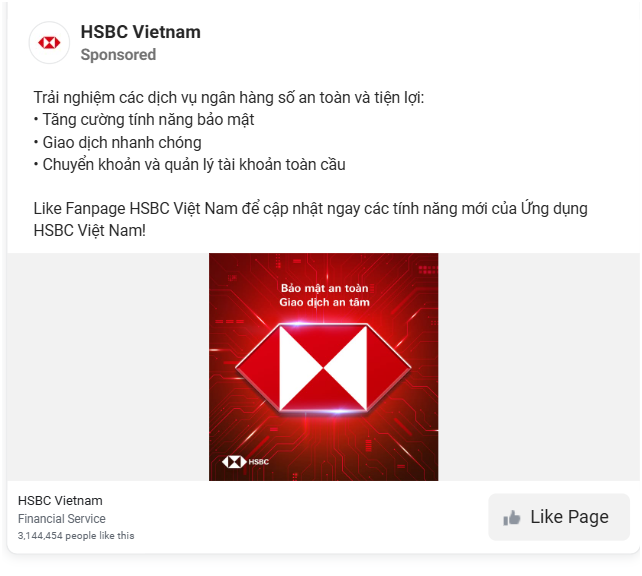 HSBC Vietnam
Sponsored
Trải nghiệm các dịch vụ ngân hàng số an toàn và tiện lợi:
• Tăng cường tính năng bảo mật
• Giao dịch nhanh chóng
• Chuyển khoản và quản lý tài khoản toàn cầu
Like Fanpage HSBC Việt Nam để cập nhật ngay các tính năng mới của Ứng dụng
HSBC Việt Nam!
Bảo mật an toàn
Giao dịch an tâm
HSBC
HSBC Vietnam
Financial Service
3,144,454 people like this
Like Page